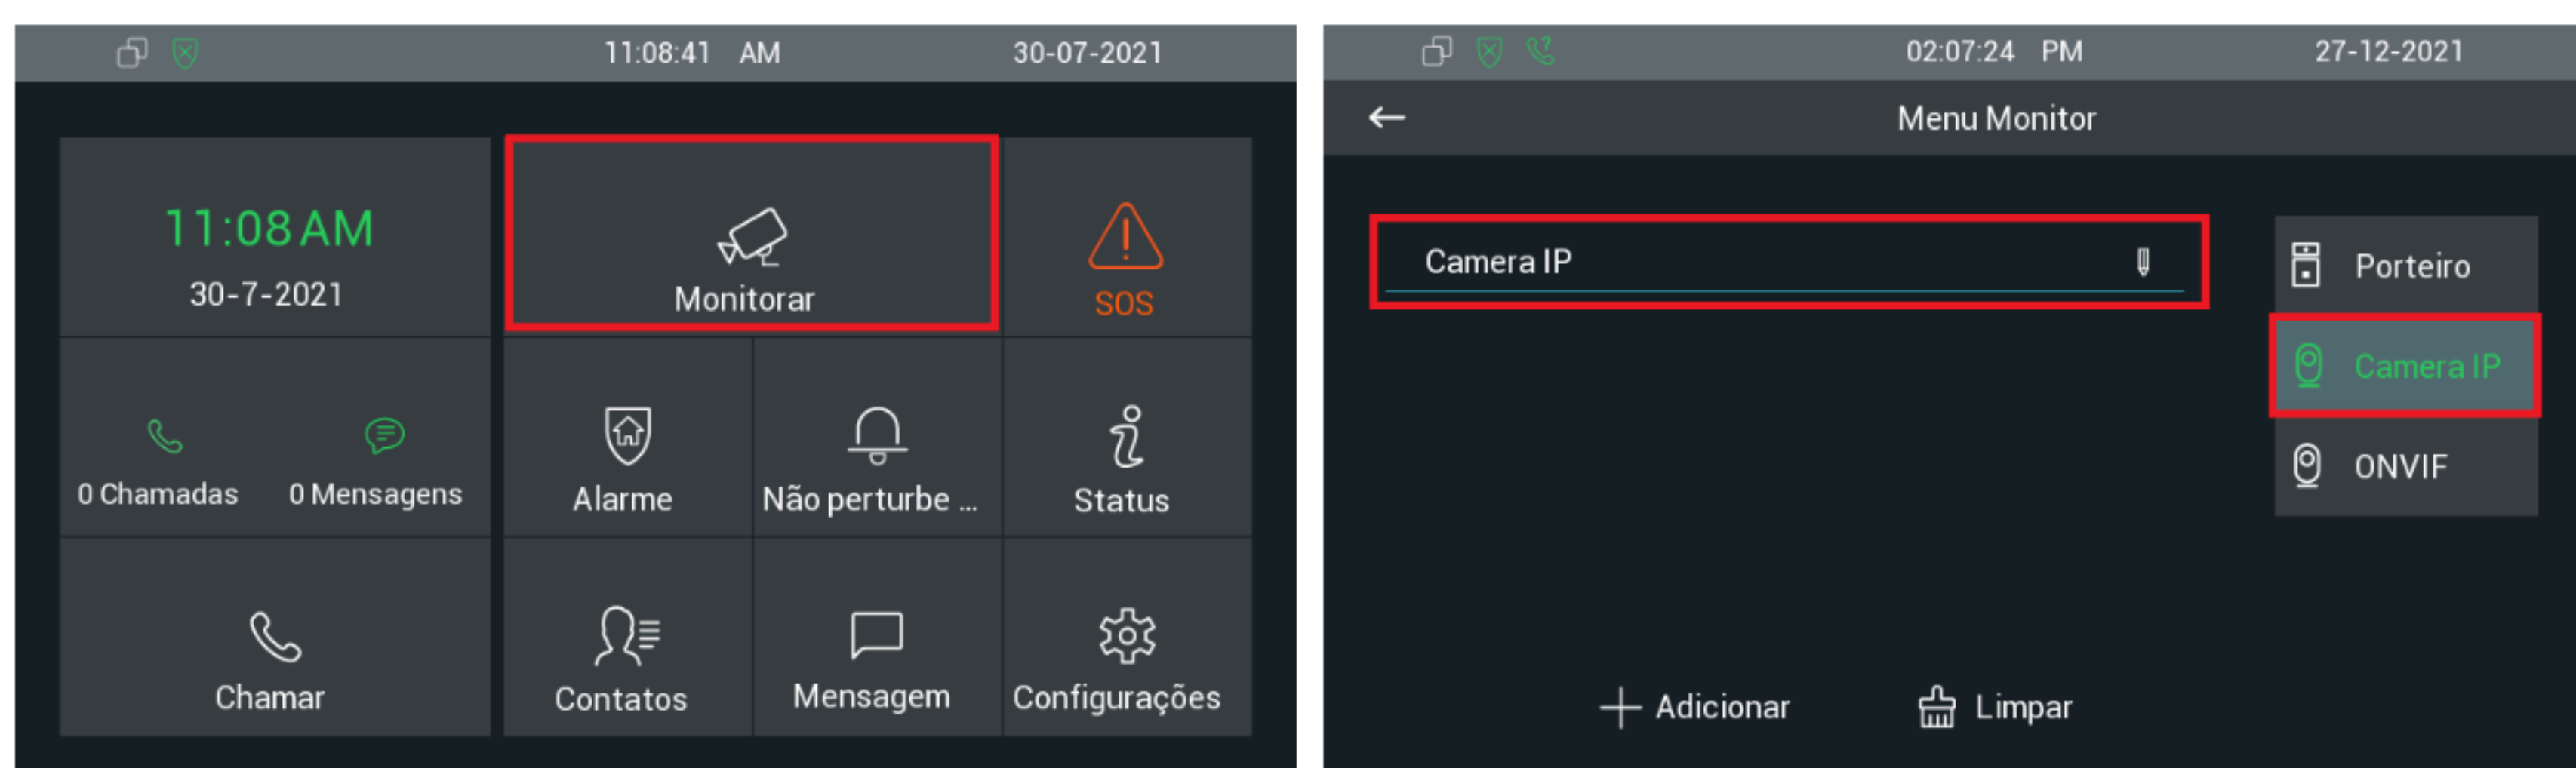 11:08:41 AM 30-07-2021
11:08 AM
30-7-2021
Monitorar
SOS
0 Chamadas 0 Mensagens
Alarme
Não perturbe ...
Status
Chamar
Contatos
Mensagem
Configurações
02:07:24 PM 27-12-2021
Menu Monitor
Camera IP
Porteiro
Camera IP
ONVIF
Adicionar
Limpar